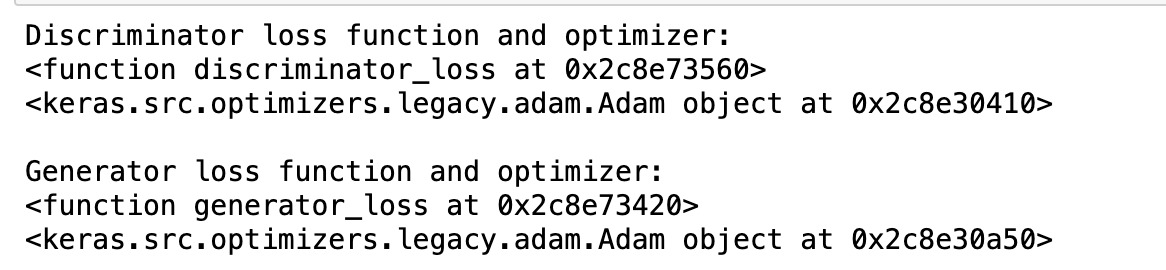 Discriminator loss function and optimizer:
<function discriminator_loss at 0x2c8e73560>
<keras.src.optimizers.legacy.adam.Adam object at 0x2c8e30410>
Generator loss function and optimizer:
<function generator_loss at 0x2c8e73420>
<keras.src.optimizers.legacy.adam.Adam object at 0x2c8e30a50>